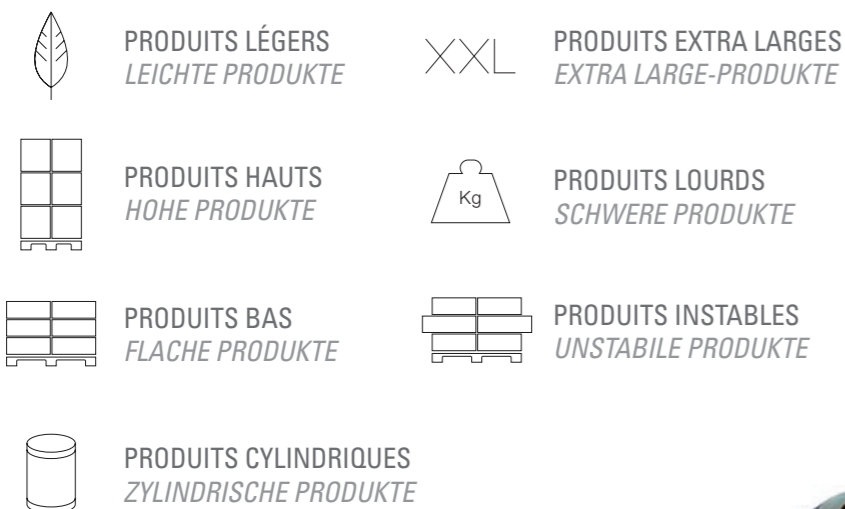 PRODUITS LÉGERS
LEICHTE PRODUKTE
XXL
PRODUITS EXTRA LARGES
EXTRA LARGE-PRODUKTE
PRODUITS HAUTS
HOHE PRODUKTE
Kg
PRODUITS LOURDS
SCHWERE PRODUKTE
PRODUITS BAS
FLACHE PRODUKTE
PRODUITS INSTABLES
UNSTABILE PRODUKTE
PRODUITS CYLINDRIQUES
ZYLINDRISCHE PRODUKTE